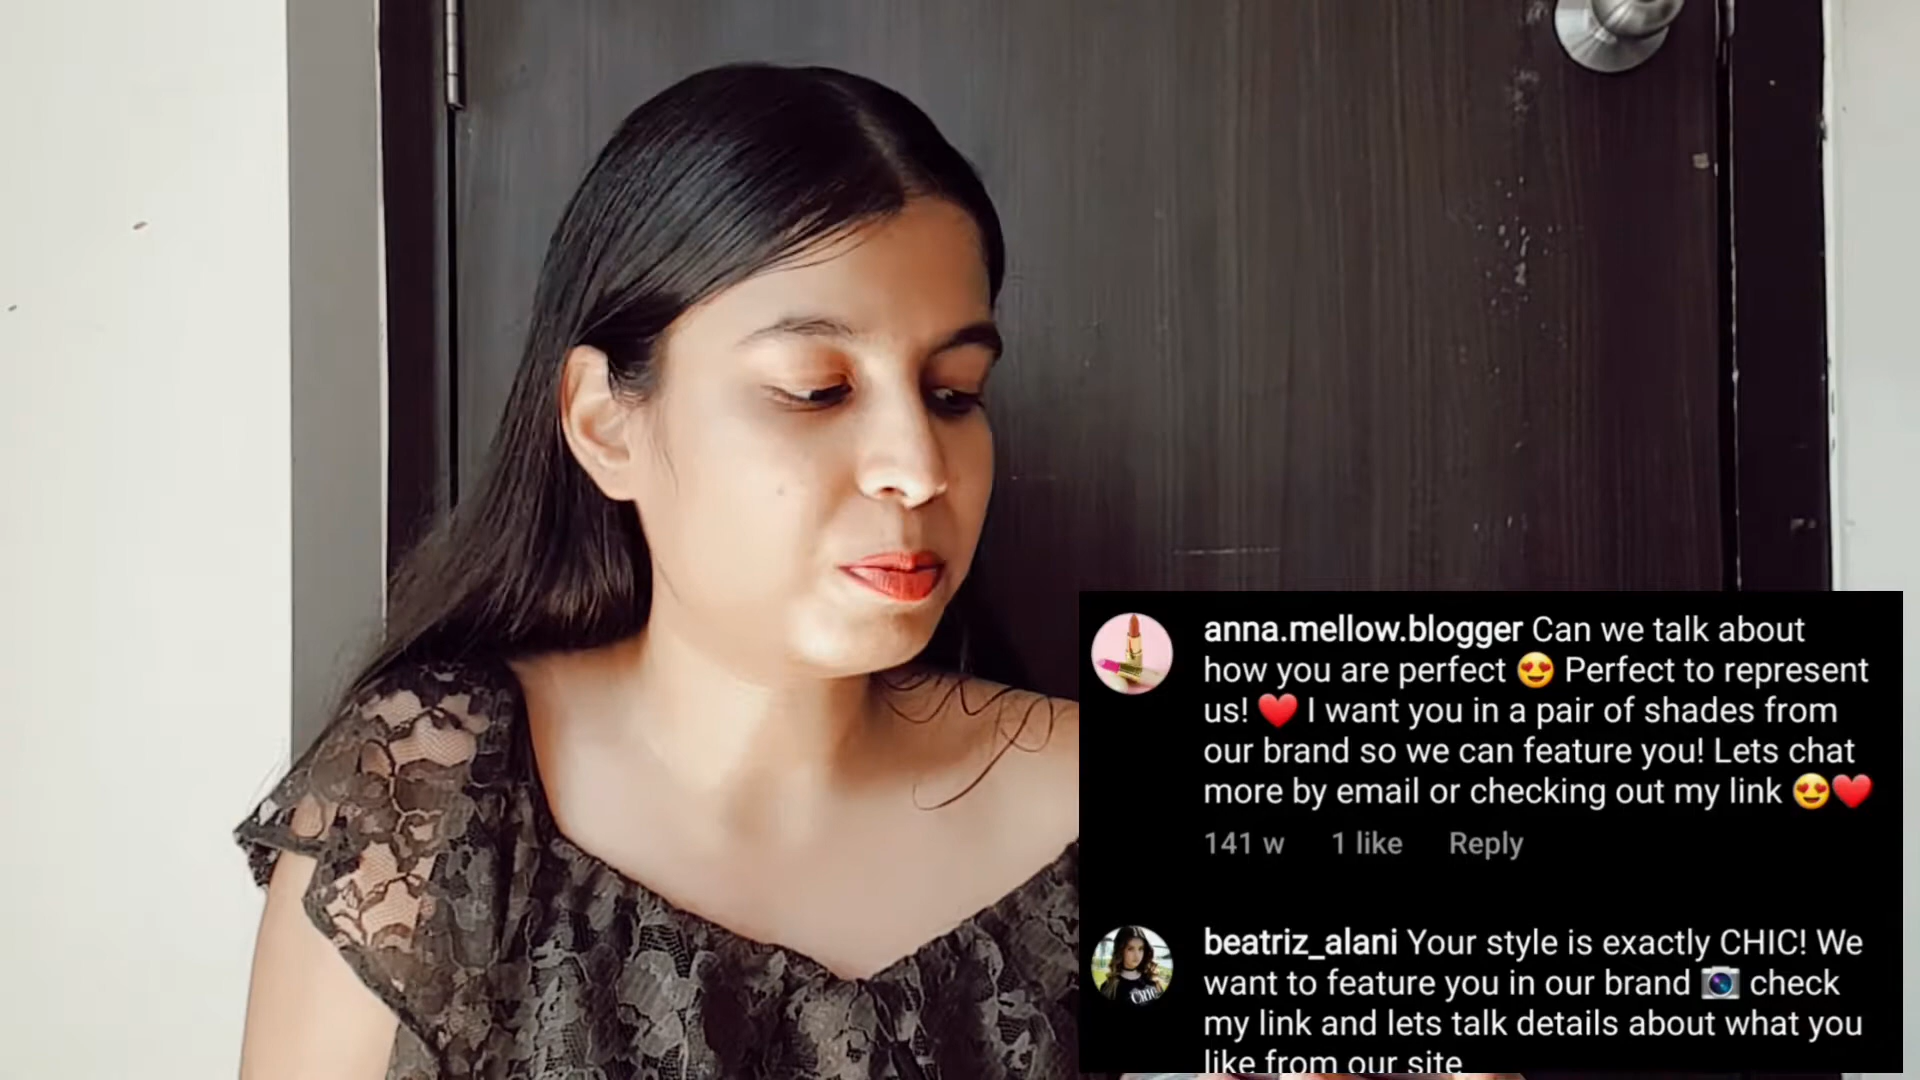 anna.mellow.blogger Can we talk about
how you are perfect 😍 Perfect to represent
us! ❤️ I want you in a pair of shades from
our brand so we can feature you! Lets chat
more by email or checking out my link 😍❤️
141 w 1 like Reply
beatriz_alani Your style is exactly CHIC! We
want to feature you in our brand 📷 check
my link and lets talk details about what you
like from our site